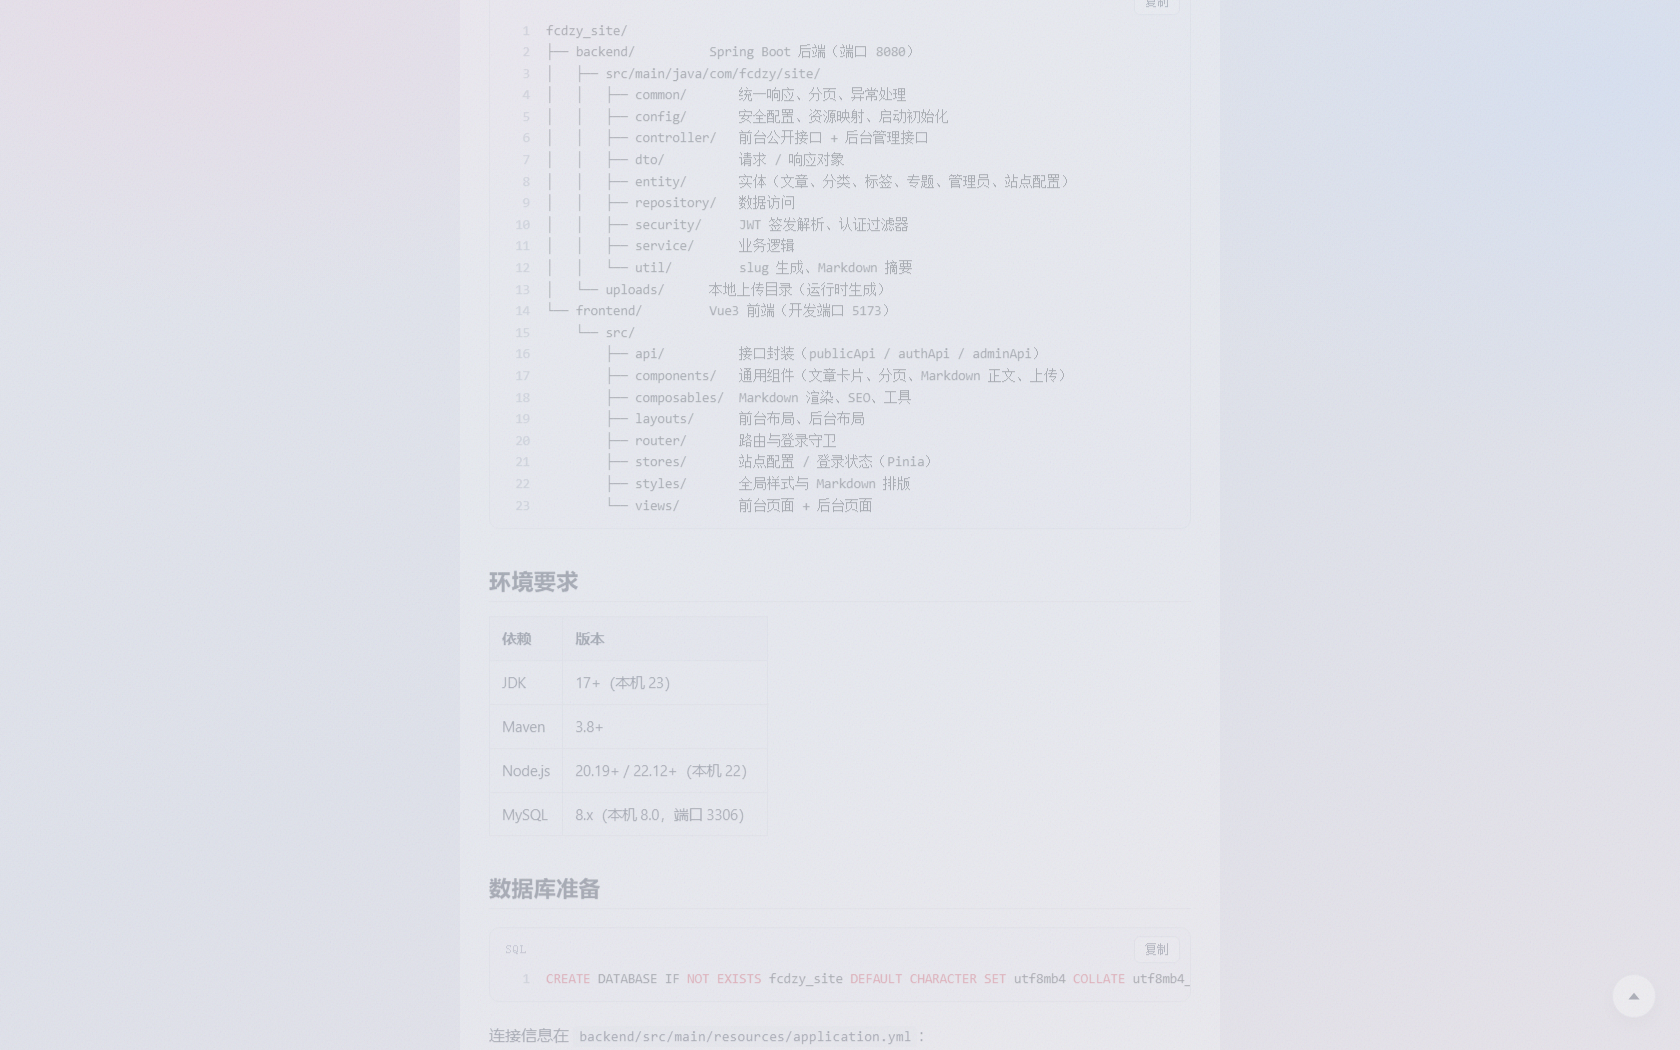 复制
1 fcdzy_site/
2 ├── backend/ Spring Boot 后端（端口 8080）
3 │ ├── src/main/java/com/fcdzy/site/
4 │ │ ├── common/ 统一响应、分页、异常处理
5 │ │ ├── config/ 安全配置、资源映射、启动初始化
6 │ │ ├── controller/ 前台公开接口 + 后台管理接口
7 │ │ ├── dto/ 请求 / 响应对象
8 │ │ ├── entity/ 实体（文章、分类、标签、专题、管理员、站点配置）
9 │ │ ├── repository/ 数据访问
10 │ │ ├── security/ JWT 签发解析、认证过滤器
11 │ │ ├── service/ 业务逻辑
12 │ │ └── util/ slug 生成、Markdown 摘要
13 │ └── uploads/ 本地上传目录（运行时生成）
14 └── frontend/ Vue3 前端（开发端口 5173）
15 └── src/
16 ├── api/ 接口封装（publicApi / authApi / adminApi）
17 ├── components/ 通用组件（文章卡片、分页、Markdown 正文、上传）
18 ├── composables/ Markdown 渲染、SEO、工具
19 ├── layouts/ 前台布局、后台布局
20 ├── router/ 路由与登录守卫
21 ├── stores/ 站点配置 / 登录状态（Pinia）
22 ├── styles/ 全局样式与 Markdown 排版
23 └── views/ 前台页面 + 后台页面
环境要求
依赖 版本
JDK 17+（本机 23）
Maven 3.8+
Node.js 20.19+ / 22.12+（本机 22）
MySQL 8.x（本机 8.0，端口 3306）
数据库准备
SQL 复制
1 CREATE DATABASE IF NOT EXISTS fcdzy_site DEFAULT CHARACTER SET utf8mb4 COLLATE utf8mb4_
连接信息在 backend/src/main/resources/application.yml：